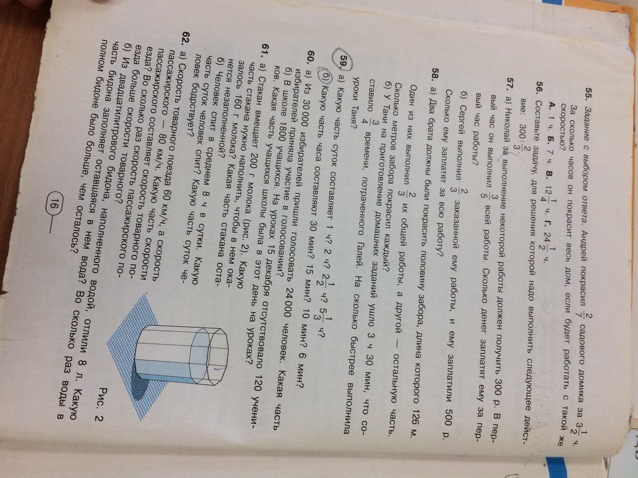 55. Задание с выбором ответа. Андрей покрасил 2/7 садового домика за 3 1/2 ч.
За сколько часов он покрасит весь дом, если будет работать с такой же
скоростью?
А. 1 ч. Б. 7 ч. В. 12 1/4 ч. Г. 24 1/2 ч.
56. Составьте задачу, для решения которой надо выполнить следующее дейст-
вие: 300 : 2/3.
57. а) Николай за выполнение некоторой работы должен получить 300 р. В пер-
вый час он выполнил 3/5 всей работы. Сколько денег заплатят ему за пер-
вый час работы?
б) Сергей выполнил 2/3 заказанной ему работы, и ему заплатили 500 р.
Сколько ему заплатят за всю работу?
58. а) Два брата должны были покрасить половину забора, длина которого 126 м.
Один из них выполнил 2/3 их общей работы, а другой — остальную часть.
Сколько метров забора покрасил каждый?
б) У Тани на приготовление домашних заданий ушло 3 ч 30 мин, что со-
ставило 4/3 времени, потраченного Галей. На сколько быстрее выполнила
уроки Таня?
59. а) Какую часть суток составляет 1 ч? 2 ч? 2 1/2 ч? 5 1/3 ч?
б) Какую часть часа составляют 30 мин? 15 мин? 10 мин? 6 мин?
60. а) Из 30 000 избирателей пришли голосовать 24 000 человек. Какая часть
избирателей приняла участие в голосовании?
б) В школе 1800 учащихся. На уроках 15 декабря отсутствовало 120 учени-
ков. Какая часть учащихся школы была в этот день на уроках?
61. а) Стакан вмещает 200 г молока (рис. 2). Какую
часть стакана нужно наполнить, чтобы в нем ока-
залось 160 г молока? Какая часть стакана оста-
нется незаполненной?
б) Человек спит в среднем 8 ч в сутки. Какую
часть суток человек спит? Какую часть суток че-
ловек бодрствует?
62. а) Скорость товарного поезда 60 км/ч, а скорость
пассажирского — 80 км/ч. Какую часть скорости
пассажирского составляет скорость товарного по-
езда? Во сколько раз скорость пассажирского по-
езда больше скорости товарного?
б) Из двадцатилитрового бидона, наполненного водой, отлили 8 л. Какую
часть бидона заполняет оставшаяся в нем вода? Во сколько раз воды в
полном бидоне было больше, чем осталось?
Рис. 2
16